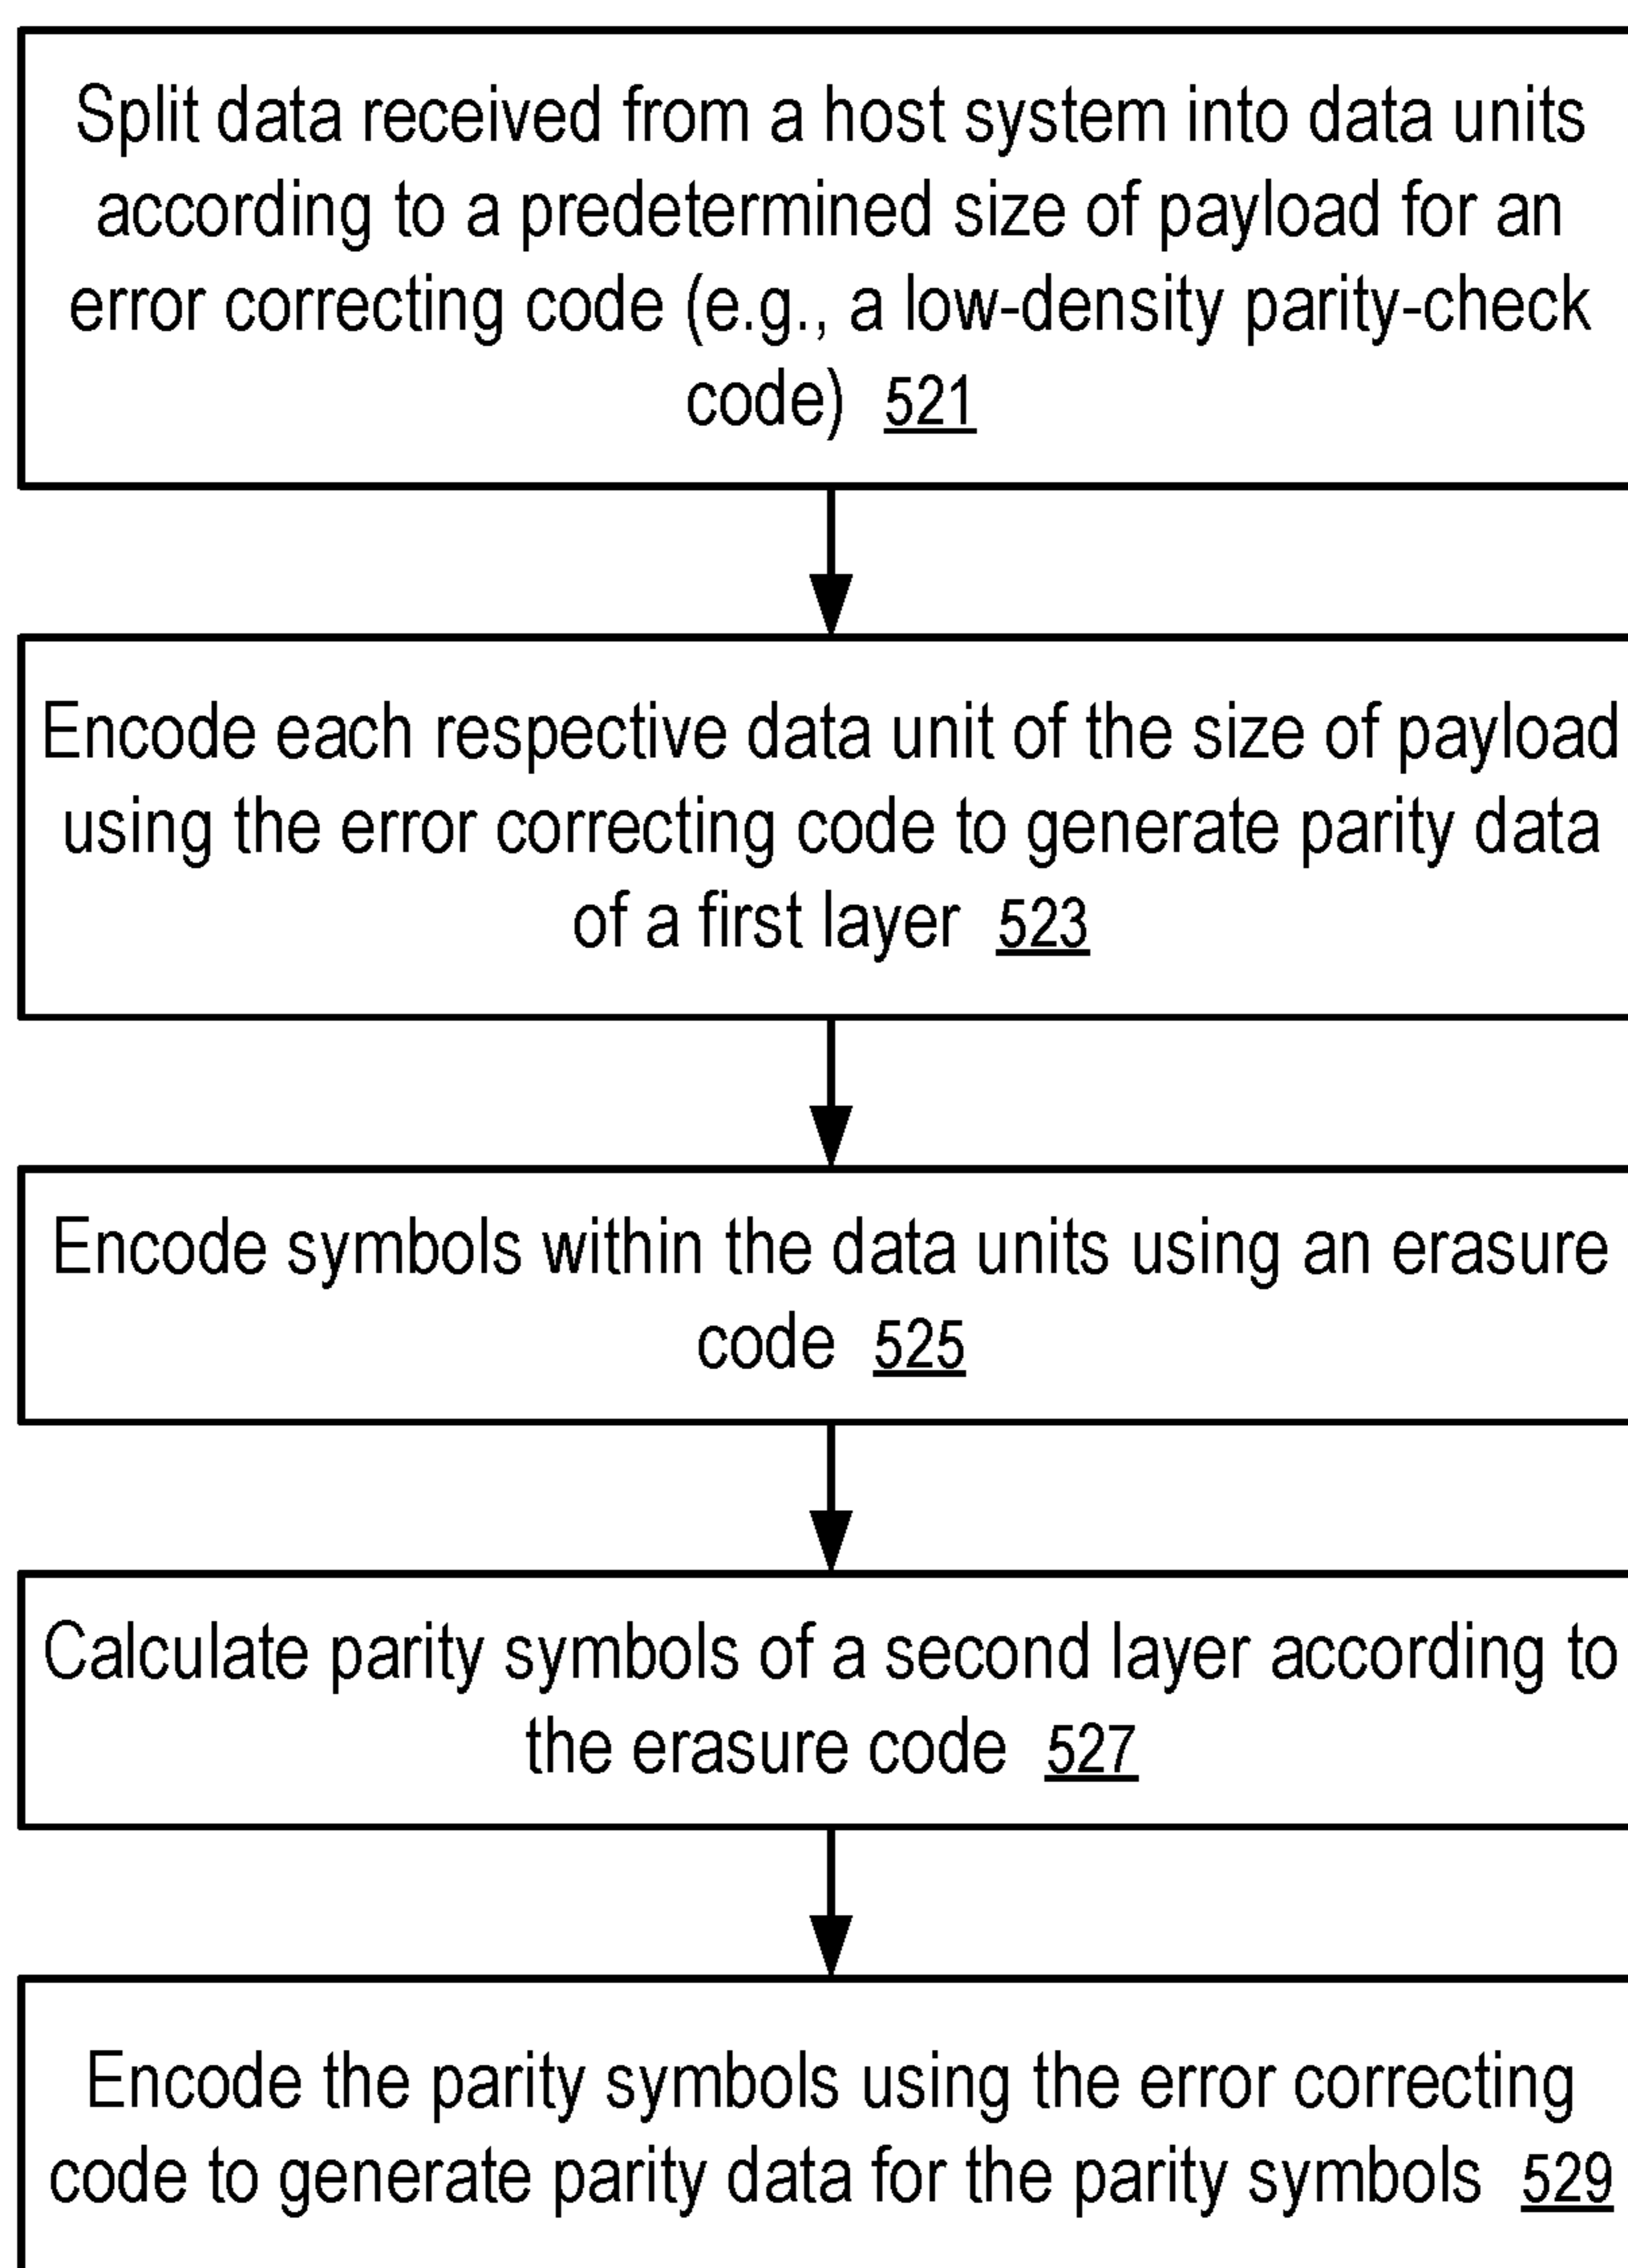 Split data received from a host system into data units
according to a predetermined size of payload for an
error correcting code (e.g., a low-density parity-check
code) 521
Encode each respective data unit of the size of payload
using the error correcting code to generate parity data
of a first layer 523
Encode symbols within the data units using an erasure
code 525
Calculate parity symbols of a second layer according to
the erasure code 527
Encode the parity symbols using the error correcting
code to generate parity data for the parity symbols 529